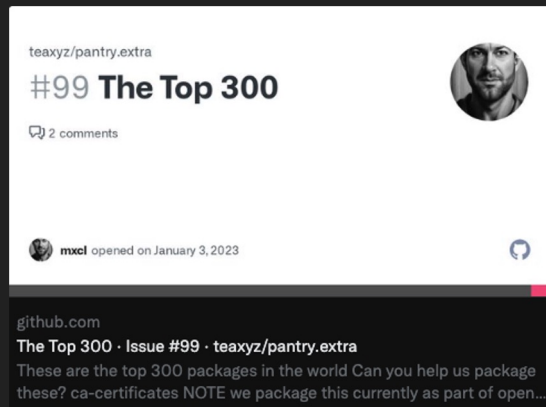 teaxyz/pantry.extra
#99 The Top 300
2 comments
mxcl opened on January 3, 2023
github.com
The Top 300 · Issue #99 · teaxyz/pantry.extra
These are the top 300 packages in the world Can you help us package
these? ca-certificates NOTE we package this currently as part of open...